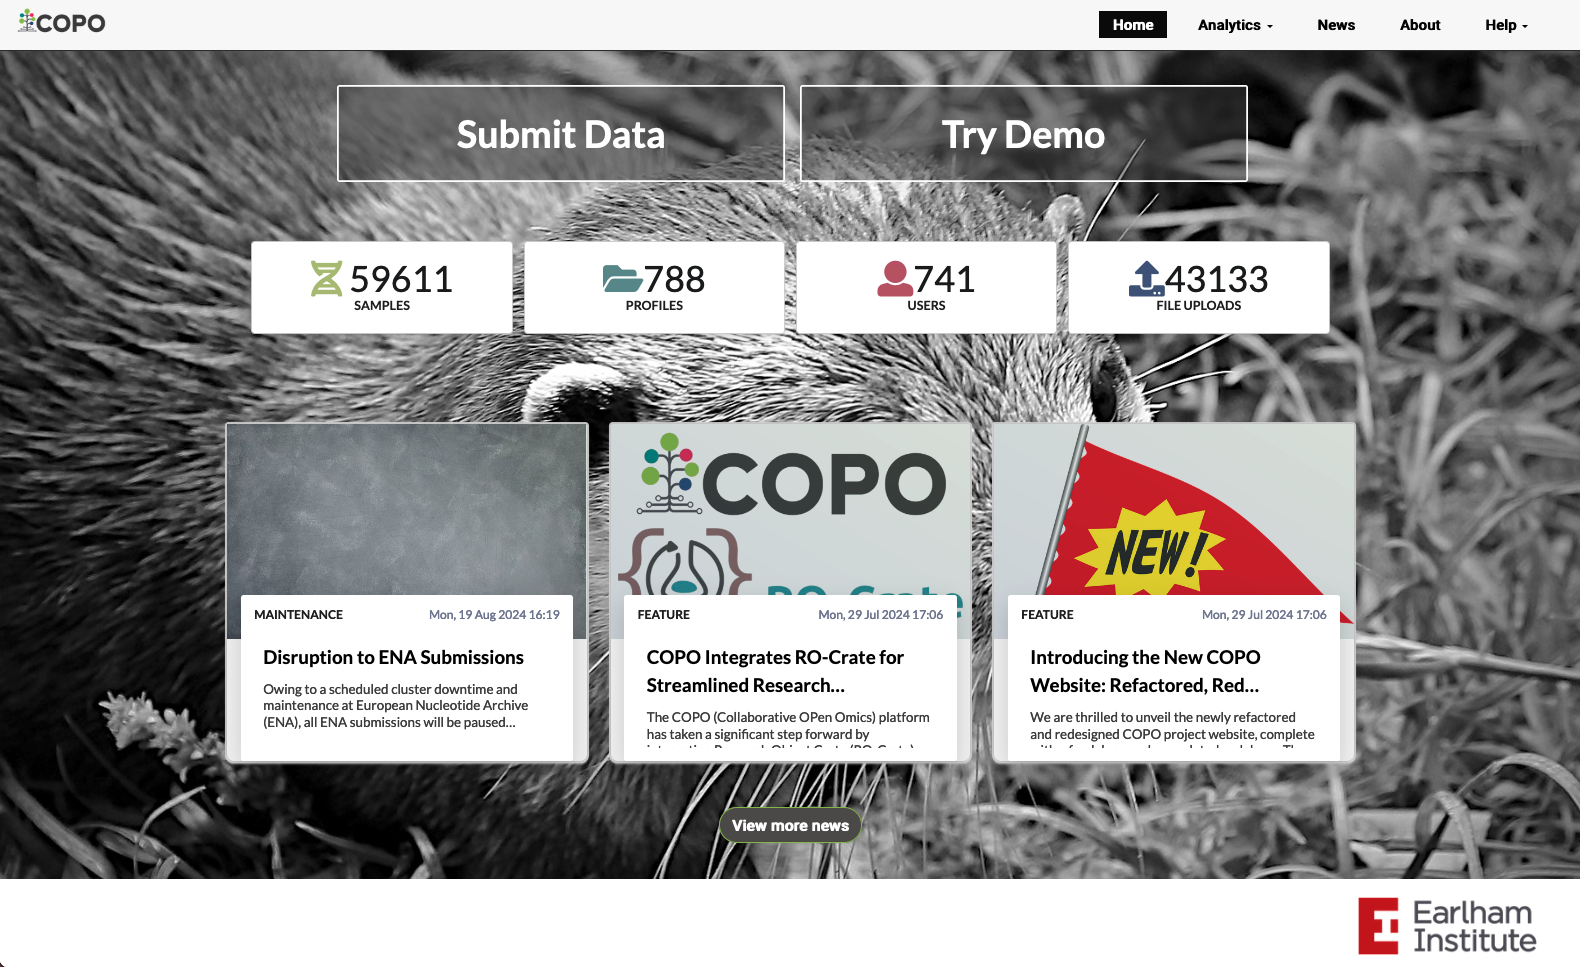 COPO
Home Analytics News About Help
Submit Data
Try Demo
59611
SAMPLES
788
PROFILES
741
USERS
43133
FILE UPLOADS
MAINTENANCE Mon, 19 Aug 2024 16:19
Disruption to ENA Submissions
Owing to a scheduled cluster downtime and
maintenance at European Nucleotide Archive
(ENA), all ENA submissions will be paused...
COPO
RO-Crate
FEATURE Mon, 29 Jul 2024 17:06
COPO Integrates RO-Crate for
Streamlined Research...
The COPO (Collaborative OPen Omics) platform
has taken a significant step forward by
NEW!
FEATURE Mon, 29 Jul 2024 17:06
Introducing the New COPO
Website: Refactored, Red...
We are thrilled to unveil the newly refactored
and redesigned COPO project website, complete
View more news
Earlham
Institute